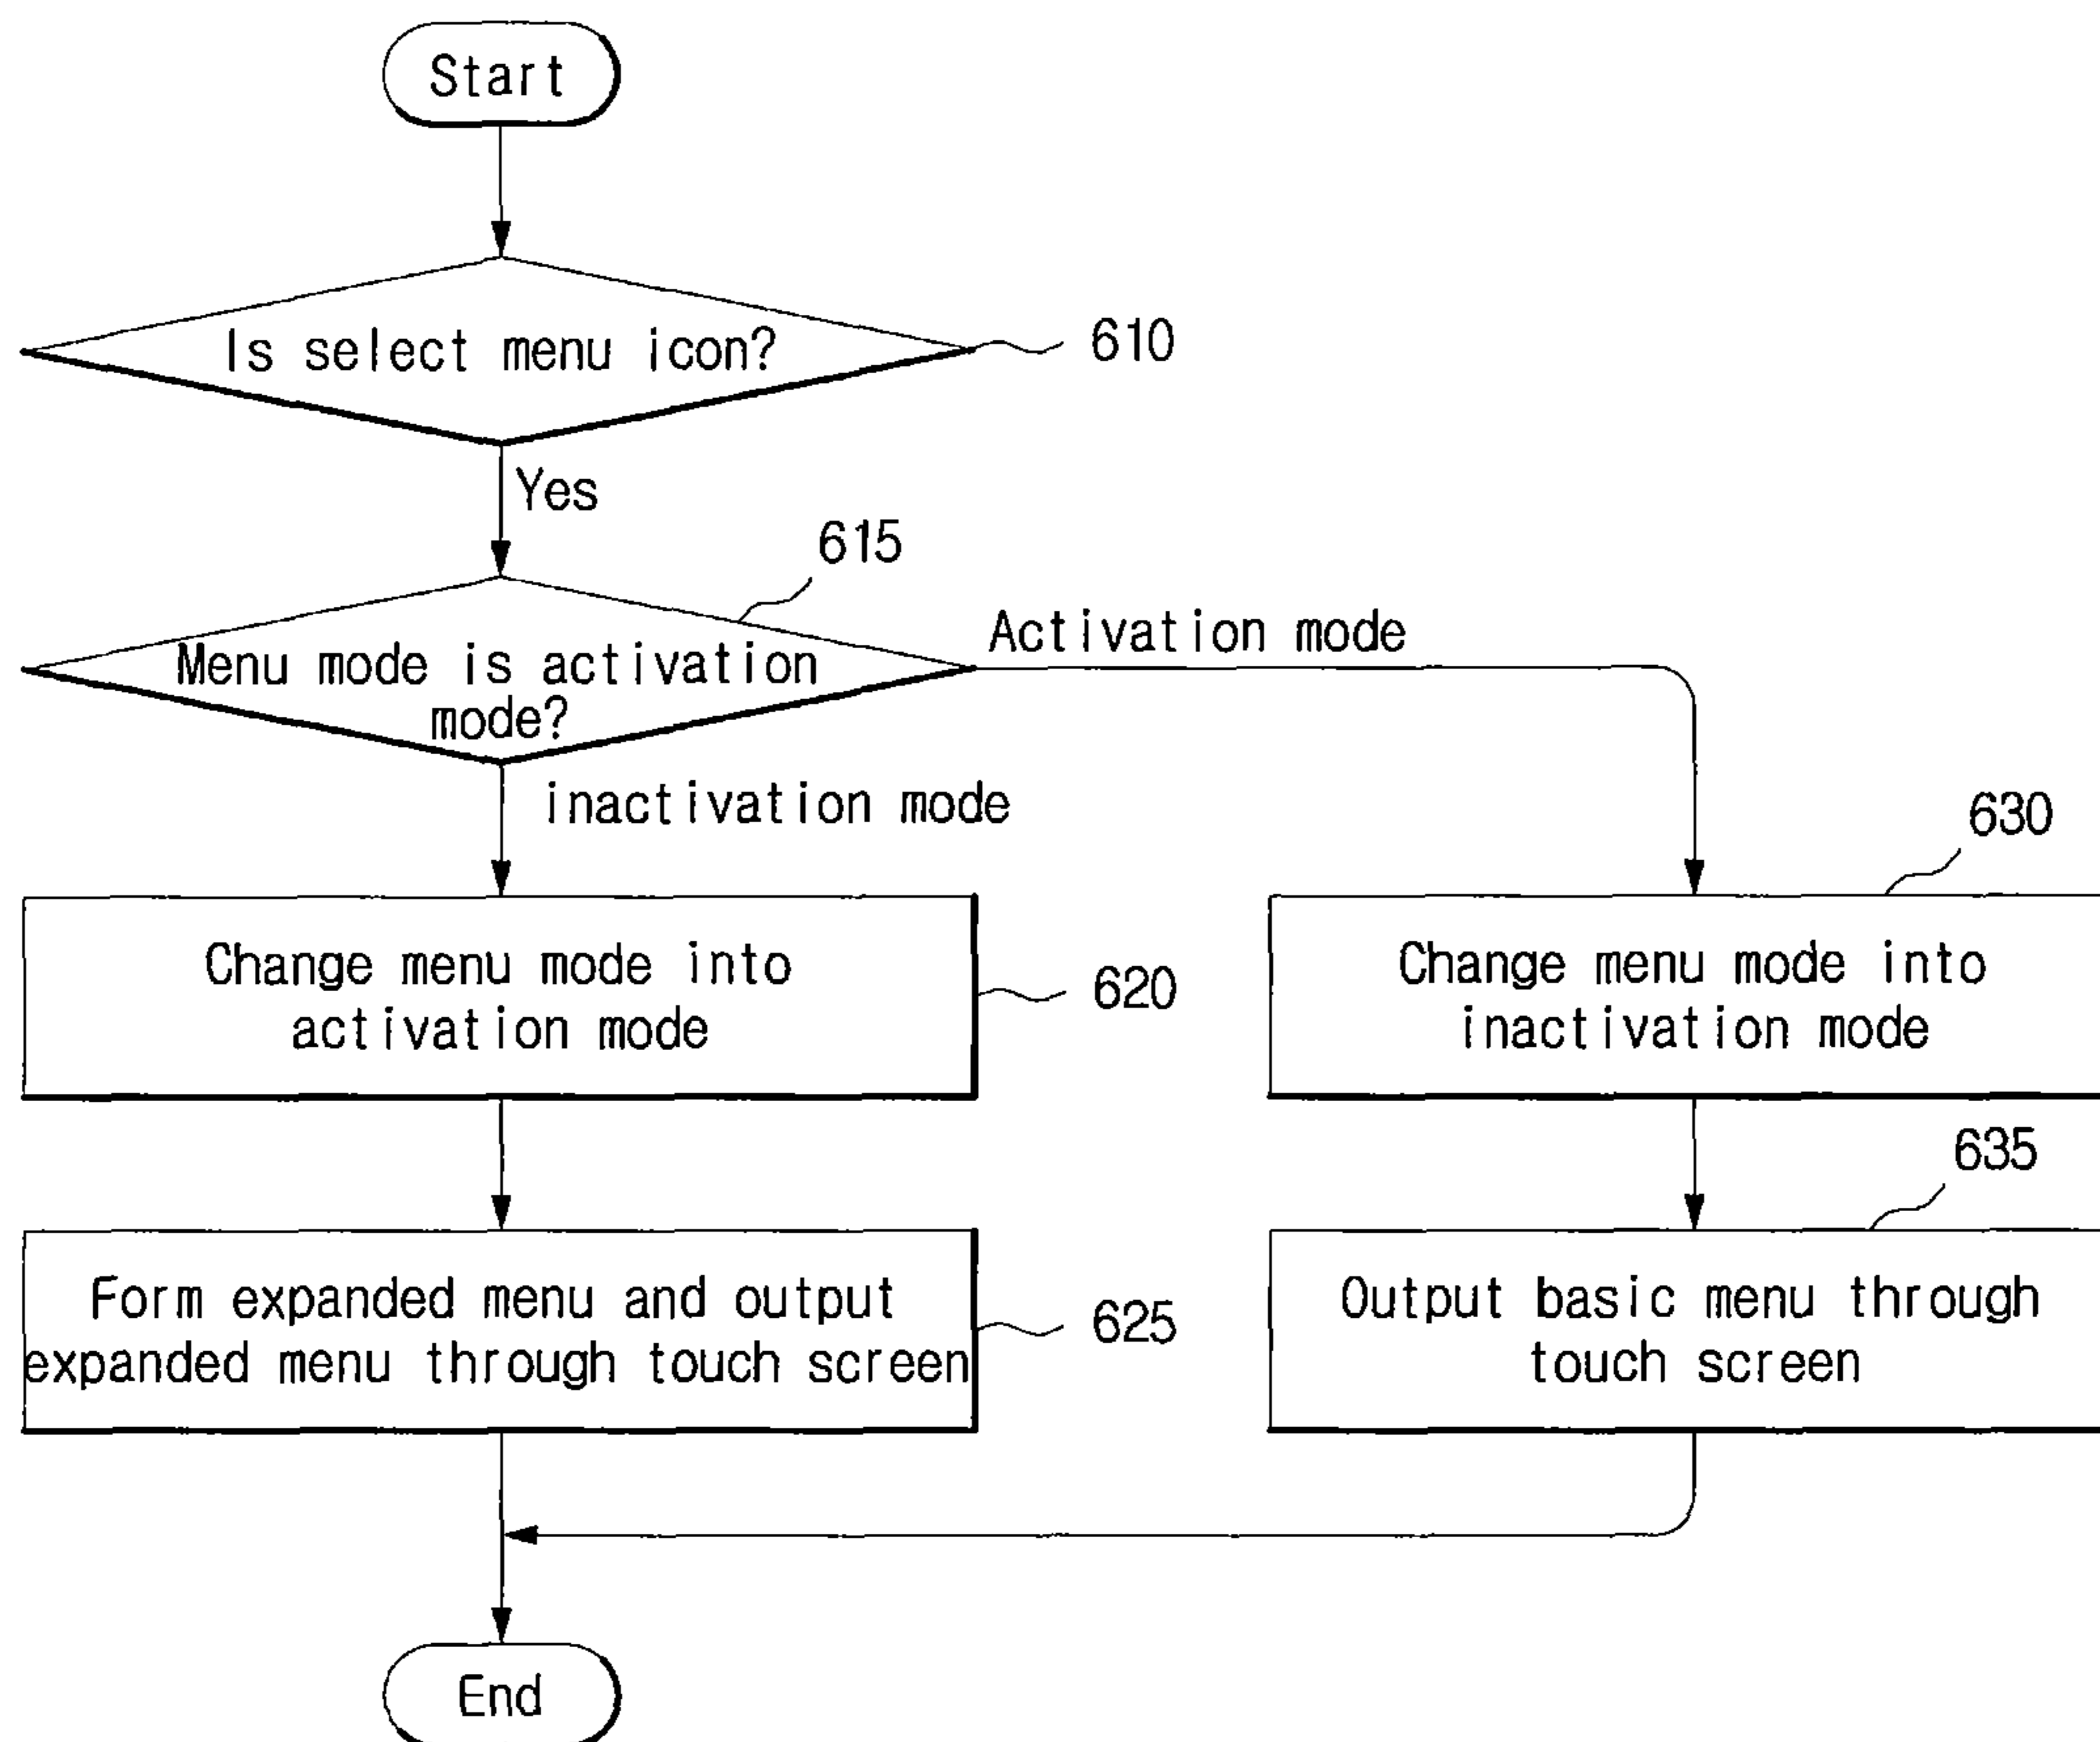 Start
Is select menu icon?
610
Yes
615
Menu mode is activation
mode?
Activation mode
inactivation mode
630
Change menu mode into
activation mode
620
Change menu mode into
inactivation mode
635
Form expanded menu and output
expanded menu through touch screen
625
Output basic menu through
touch screen
End